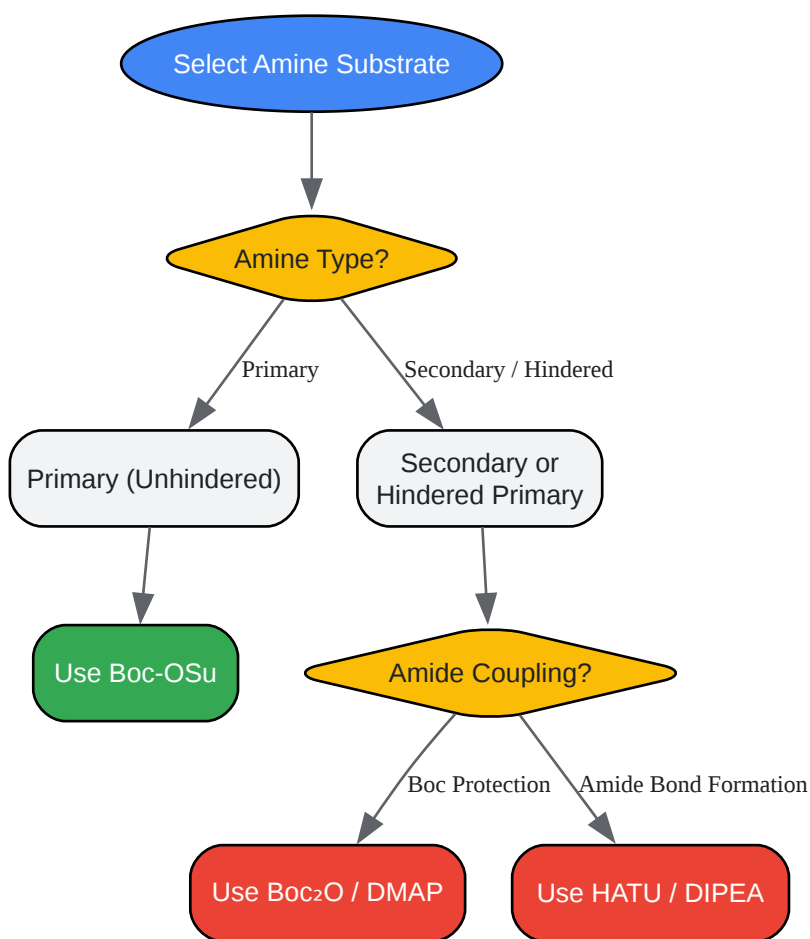 Select Amine Substrate
Amine Type?
Primary
Secondary / Hindered
Primary (Unhindered)
Secondary or
Hindered Primary
Use Boc-OSu
Amide Coupling?
Boc Protection
Amide Bond Formation
Use Boc₂O / DMAP
Use HATU / DIPEA